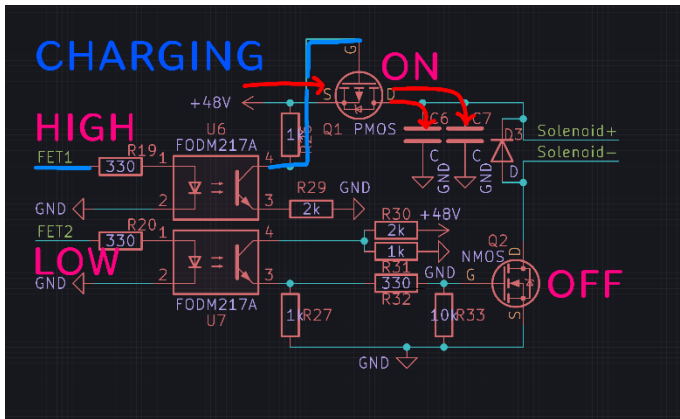 CHARGING
G
ON
S
D
+48V
C6
C7
HIGH
U6
1k
R28
Q1
PMOS
D3
Solenoid+
FET1
R19
FODM217A
C
C
Solenoid-
330
1
4
GND
GND
D
R29
GND
GND
2
3
2k
R20
R30
+48V
FET2
330
1
4
2k
Q2
LOW
1k
NMOS
D
R31
GND
GND
2
3
330
G
OFF
R32
FODM217A
S
U7
1k
R27
10k
R33
GND